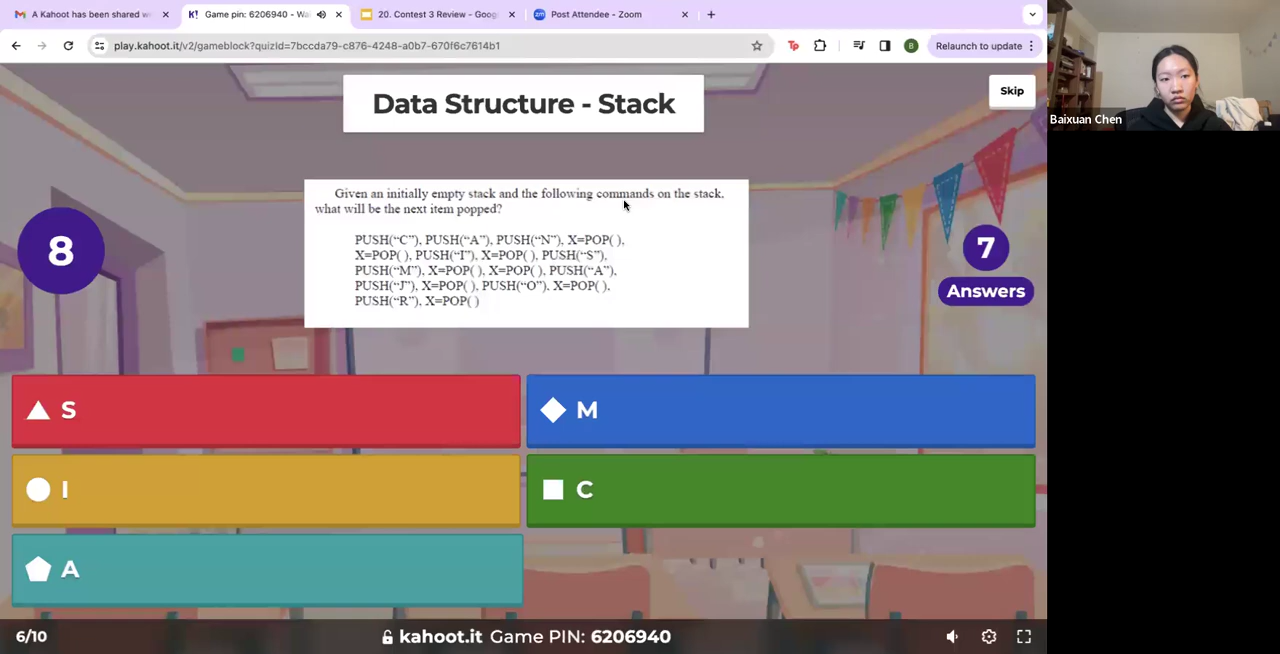 A Kahoot has been shared w
Game pin: 6206940 - Wa
20. Contest 3 Review - Goog
Post Attendee - Zoom
play.kahoot.it/v2/gameblock?quizId=7bccda79-c876-4248-a0b7-670f6c7614b1
Tp
B
Relaunch to update
Data Structure - Stack
Skip
Baixuan Chen
Given an initially empty stack and the following commands on the stack,
what will be the next item popped?
PUSH("C"), PUSH("A"), PUSH("N"), X=POP( ),
X=POP( ), PUSH("I"), X=POP( ), PUSH("S"),
PUSH("M"), X=POP( ), X=POP( ), PUSH("A"),
PUSH("J"), X=POP( ), PUSH("O"), X=POP( ),
PUSH("R"), X=POP( )
8
7
Answers
S
M
I
C
A
6/10
kahoot.it Game PIN: 6206940